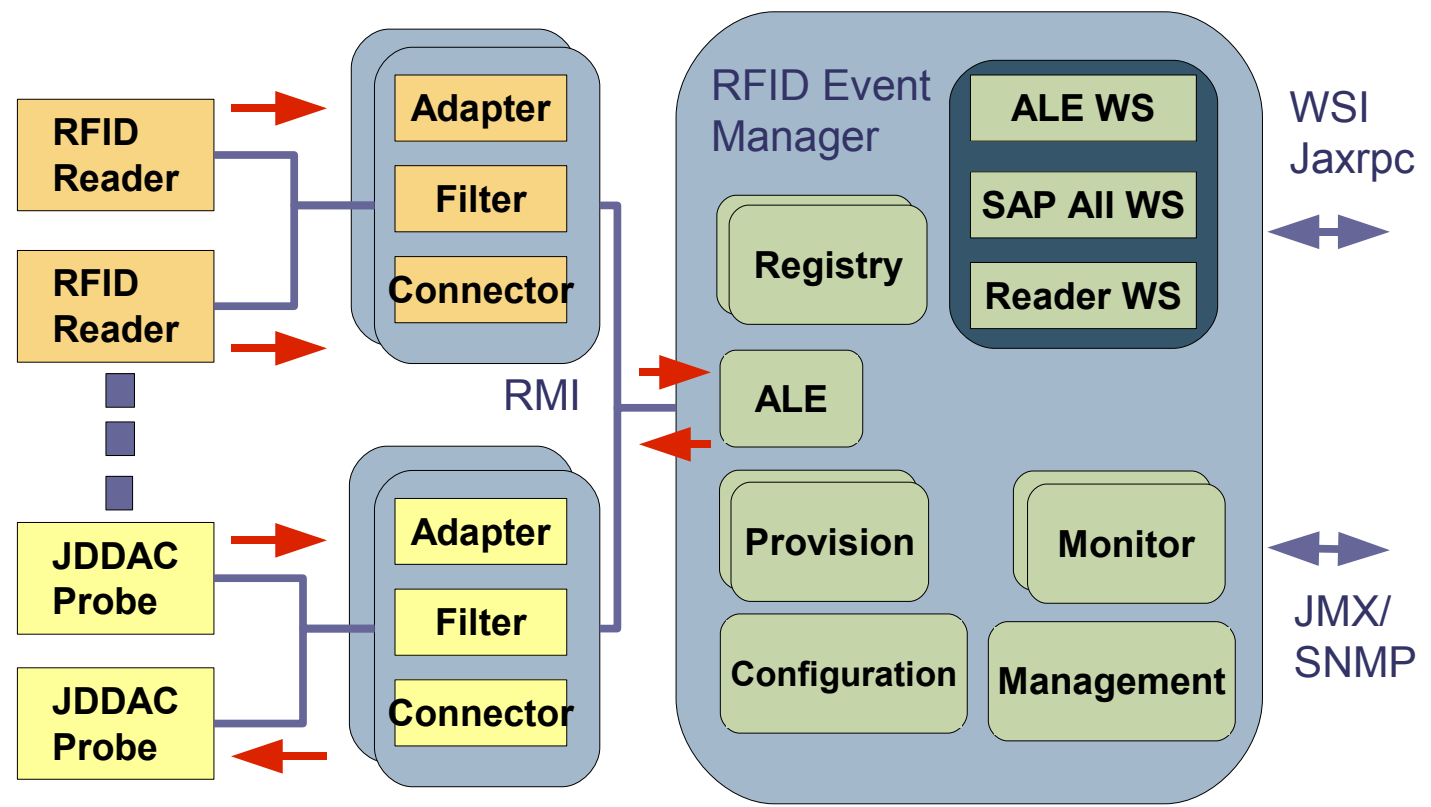 RFID
Reader
RFID
Reader
JDDAC
Probe
JDDAC
Probe
Adapter
Filter
Connector
RMI
Adapter
Filter
Connector
RFID Event
Manager
ALE WS
SAP AII WS
Reader WS
Registry
ALE
Provision
Monitor
Configuration
Management
WSI
Jaxrpc
JMX/
SNMP